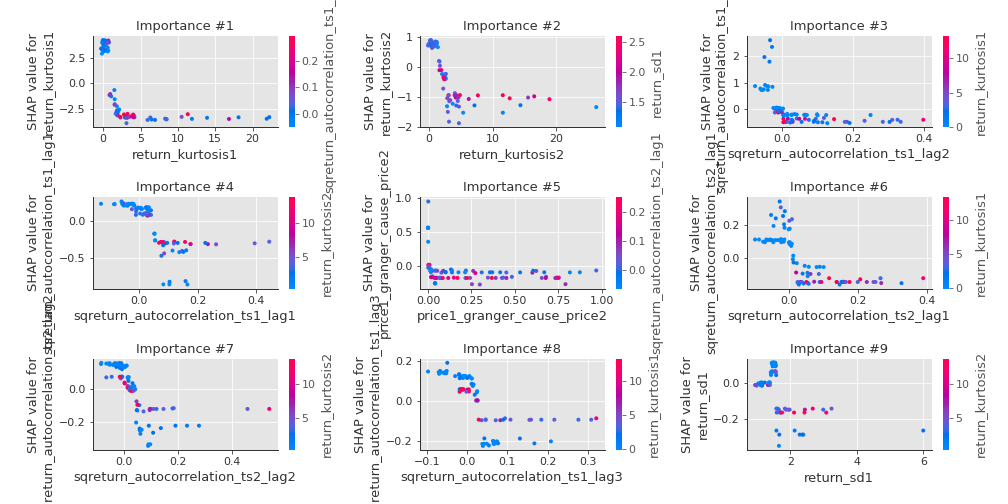 Importance #1
SHAP value for
return_kurtosis1
5.0
2.5
−2.5
0
5
10
15
20
return_kurtosis1
0.2
0.1
0.0
Importance #2
SHAP value for
return_kurtosis2
1
0
−1
−2
0
10
20
return_kurtosis2
2.5
2.0
1.5
return_sd1
Importance #3
SHAP value for
2
1
0
0.0
0.2
0.4
sqreturn_autocorrelation_ts1_lag2
10
5
0
return_kurtosis1
Importance #4
SHAP value for
0.0
−0.5
0.0
0.2
0.4
sqreturn_autocorrelation_ts1_lag1
10
5
return_kurtosis2
Importance #5
SHAP value for
price1_granger_cause_price2
1.0
0.5
0.0
0.00
0.25
0.50
0.75
1.00
price1_granger_cause_price2
0.2
0.1
0.0
sqreturn_autocorrelation_ts2_lag1
Importance #6
SHAP value for
0.2
0.0
0.0
0.2
0.4
sqreturn_autocorrelation_ts2_lag1
10
5
0
return_kurtosis1
Importance #7
SHAP value for
0.0
−0.2
0.0
0.2
0.4
sqreturn_autocorrelation_ts2_lag2
10
5
return_kurtosis2
Importance #8
SHAP value for
0.2
0.0
−0.2
−0.1
0.0
0.1
0.2
0.3
sqreturn_autocorrelation_ts1_lag3
10
5
0
return_kurtosis1
Importance #9
SHAP value for
return_sd1
0.0
−0.2
2
4
6
return_sd1
10
5
return_kurtosis2